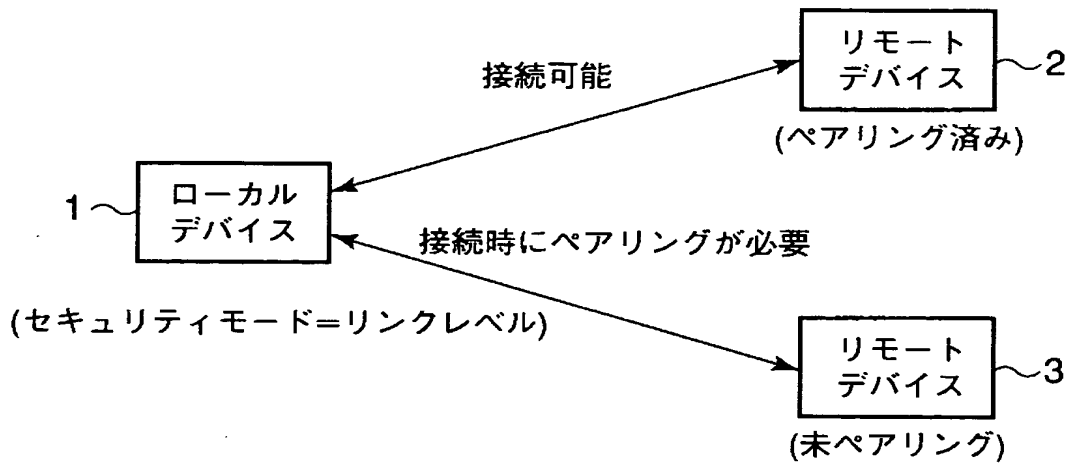 リモート
デバイス
2
(ペアリング済み)
接続可能
1
ローカル
デバイス
(セキュリティモード=リンクレベル)
接続時にペアリングが必要
リモート
デバイス
3
(未ペアリング)